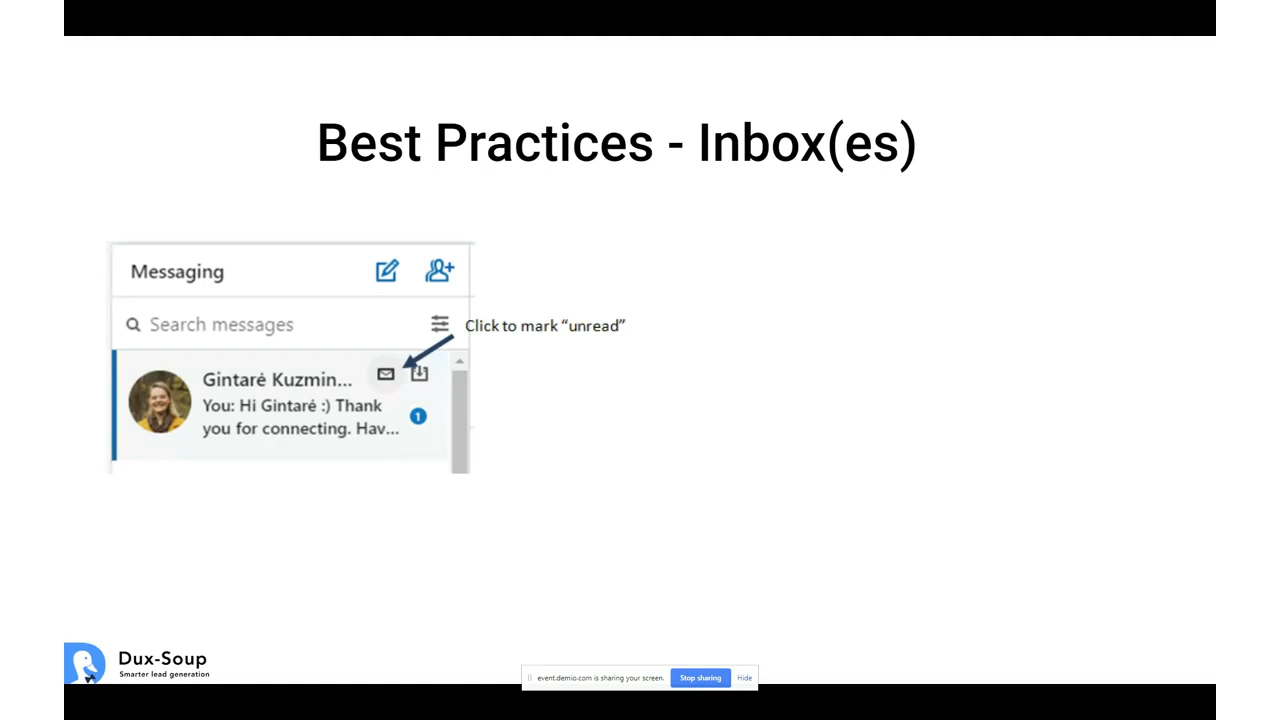 Best Practices - Inbox(es)
Messaging
Search messages
Click to mark “unread”
Gintarė Kuzmin...
You: Hi Gintarė :) Thank
you for connecting. Hav...
1
Dux-Soup
Smarter lead generation
event.demio.com is sharing your screen.
Stop sharing
Hide